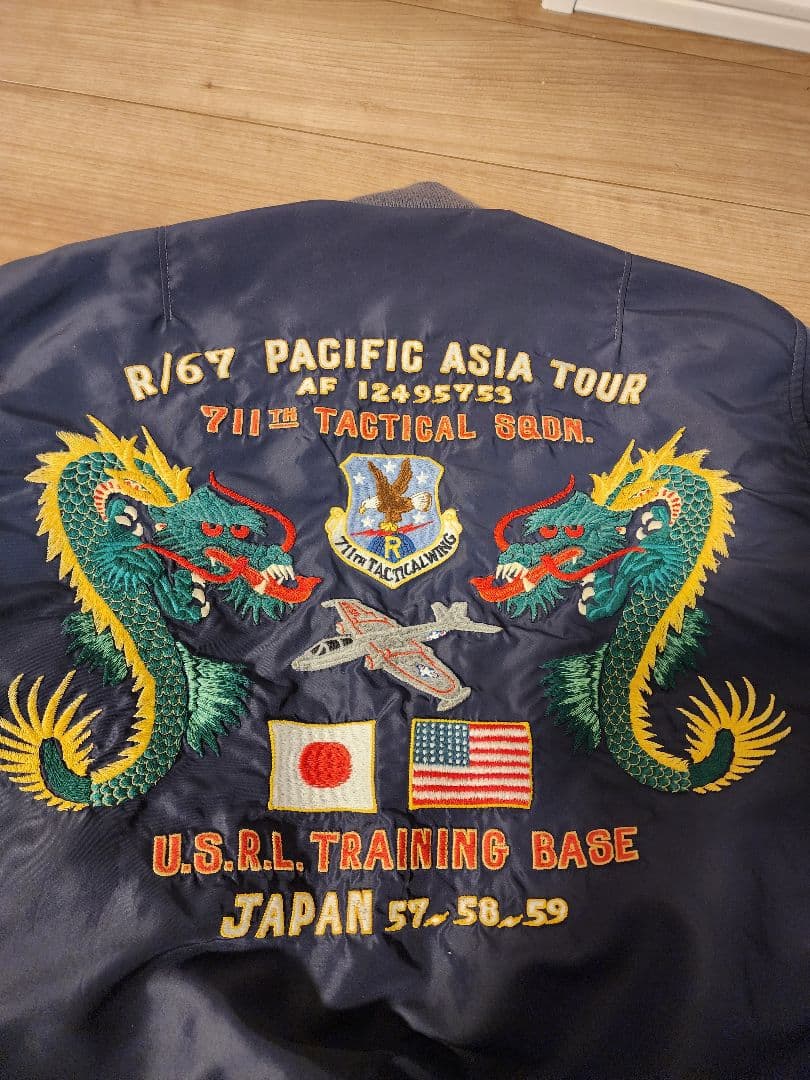 R/67 PACIFIC ASIA TOUR
AF 12495753
711TH TACTICAL SQDN.
R
711TH TACTICAL WING
U.S.R.L. TRAINING BASE
JAPAN 57~58~59